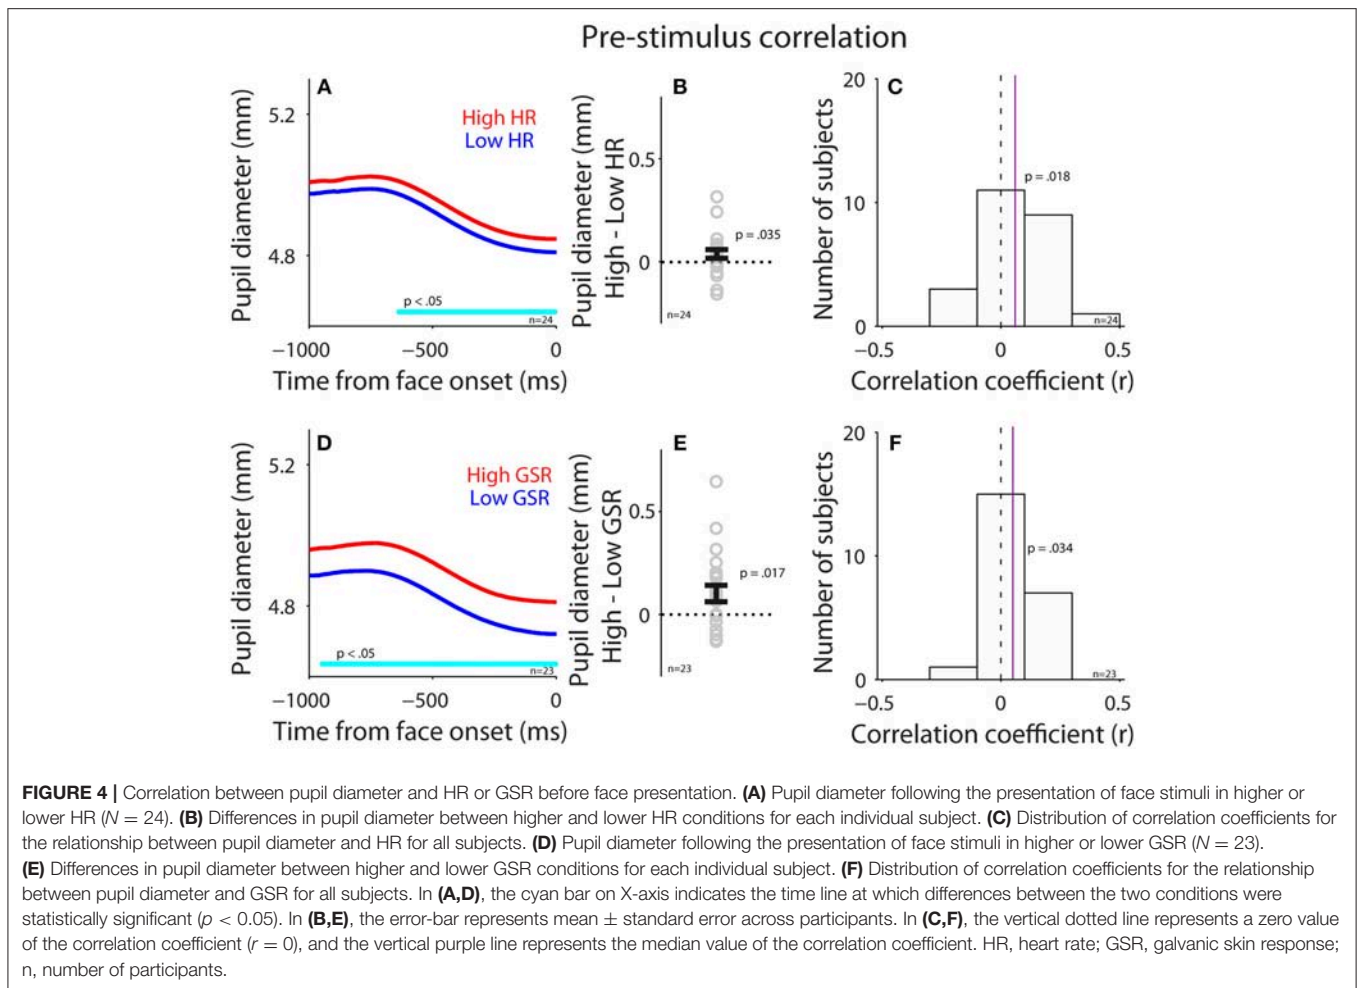 Pre-stimulus correlation
A
Pupil diameter (mm)
5.2
4.8
High HR
Low HR
p < .05
n=24
−1000
−500
0
Time from face onset (ms)
B
Pupil diameter (mm)
High - Low HR
0.5
0
p = .035
n=24
C
Number of subjects
20
10
0
p = .018
n=24
−0.5
0
0.5
Correlation coefficient (r)
D
Pupil diameter (mm)
5.2
4.8
High GSR
Low GSR
p < .05
n=23
−1000
−500
0
Time from face onset (ms)
E
Pupil diameter (mm)
High - Low GSR
0.5
0
p = .017
n=23
F
Number of subjects
20
10
0
p = .034
n=23
−0.5
0
0.5
Correlation coefficient (r)
FIGURE 4 | Correlation between pupil diameter and HR or GSR before face presentation. (A) Pupil diameter following the presentation of face stimuli in higher or
lower HR (N = 24). (B) Differences in pupil diameter between higher and lower HR conditions for each individual subject. (C) Distribution of correlation coefficients for
the relationship between pupil diameter and HR for all subjects. (D) Pupil diameter following the presentation of face stimuli in higher or lower GSR (N = 23).
(E) Differences in pupil diameter between higher and lower GSR conditions for each individual subject. (F) Distribution of correlation coefficients for the relationship
between pupil diameter and GSR for all subjects. In (A,D), the cyan bar on X-axis indicates the time line at which differences between the two conditions were
statistically significant (p < 0.05). In (B,E), the error-bar represents mean ± standard error across participants. In (C,F), the vertical dotted line represents a zero value
of the correlation coefficient (r = 0), and the vertical purple line represents the median value of the correlation coefficient. HR, heart rate; GSR, galvanic skin response;
n, number of participants.